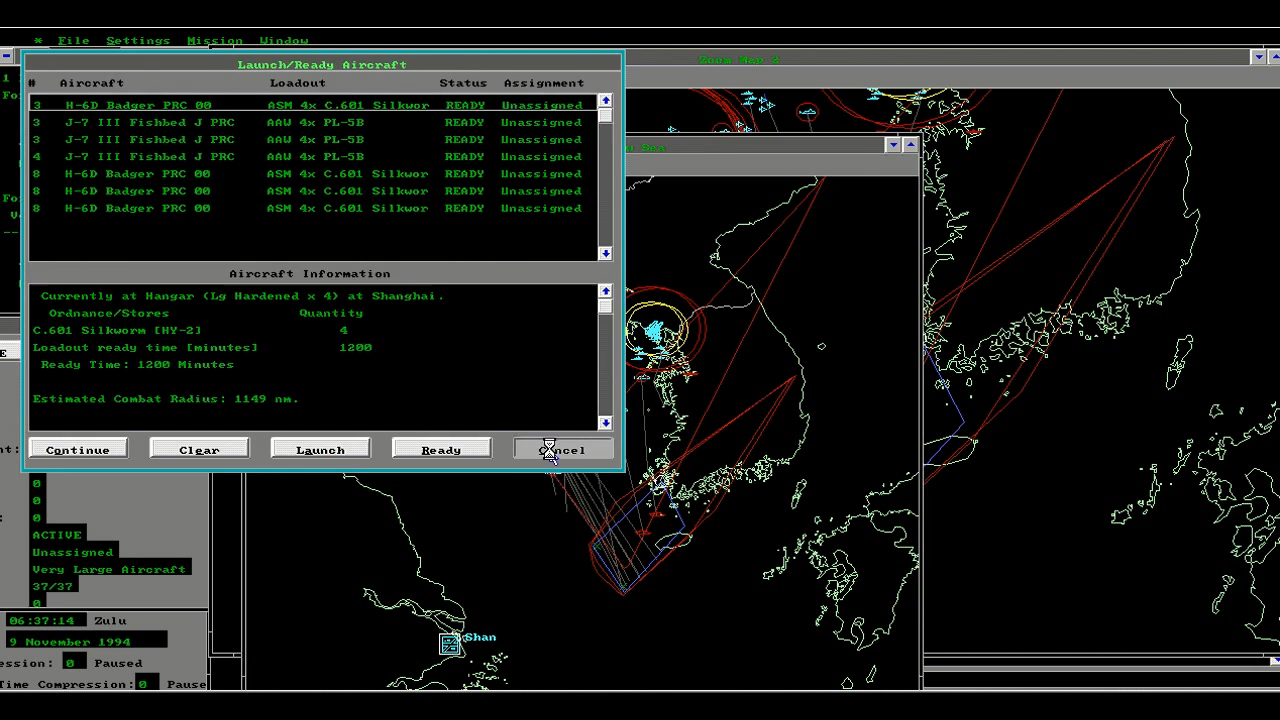 * File Settings Mission Window
Launch/Ready Aircraft
Zoom Map 2
# Aircraft Loadout Status Assignment
3 H-6D Badger PRC 00 ASM 4x C.601 Silkwor READY Unassigned
3 J-7 III Fishbed J PRC AAW 4x PL-5B READY Unassigned
3 J-7 III Fishbed J PRC AAW 4x PL-5B READY Unassigned
4 J-7 III Fishbed J PRC AAW 4x PL-5B READY Unassigned
8 H-6D Badger PRC 00 ASM 4x C.601 Silkwor READY Unassigned
8 H-6D Badger PRC 00 ASM 4x C.601 Silkwor READY Unassigned
8 H-6D Badger PRC 00 ASM 4x C.601 Silkwor READY Unassigned
Aircraft Information
Currently at Hangar (Lg Hardened x 4) at Shanghai.
Ordnance/Stores Quantity
C.601 Silkworm [HY-2] 4
Loadout ready time [minutes] 1200
Ready Time: 1200 Minutes
Estimated Combat Radius: 1149 nm.
Continue Clear Launch Ready Cancel
0
0
0
ACTIVE
Unassigned
Very Large Aircraft
37/37
0
06:37:14 Zulu
9 November 1994
ession: 0 Paused
Time Compression: 0 Pause
Shan